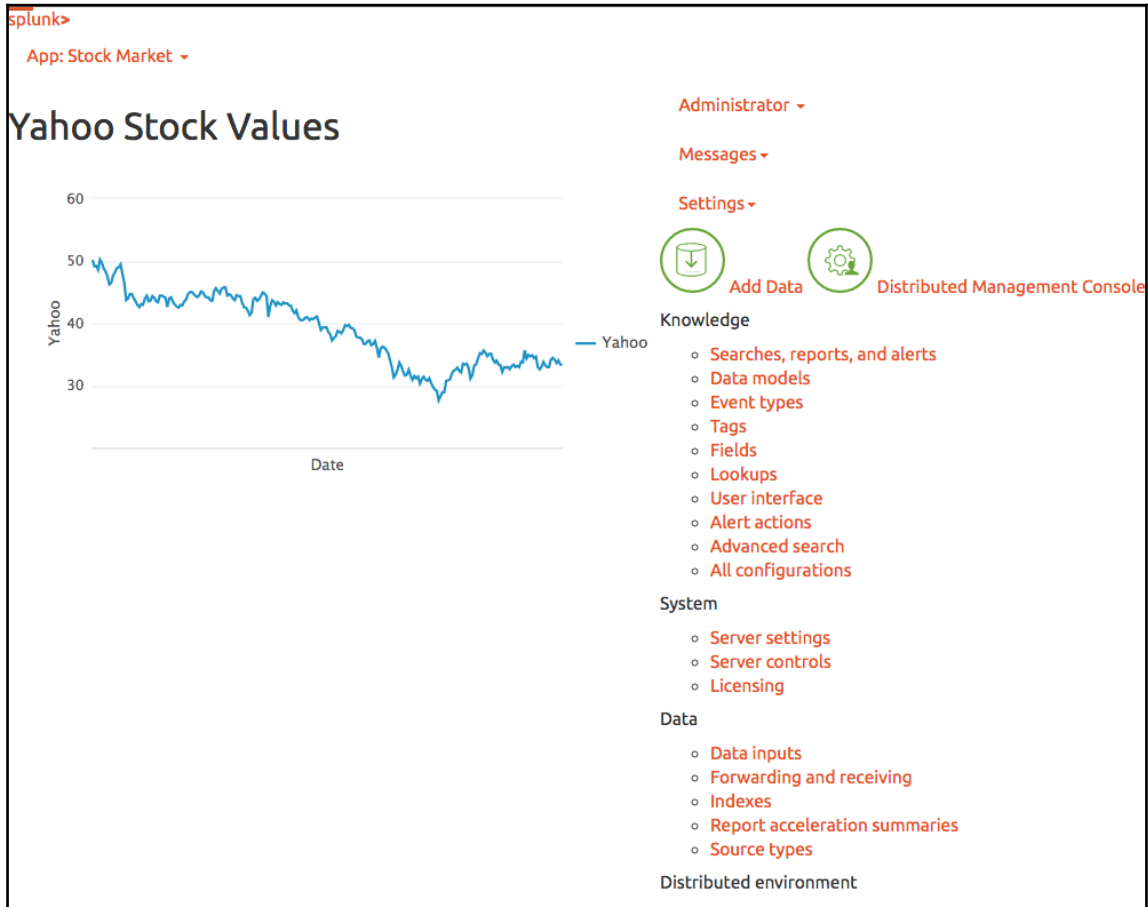 splunk>
App: Stock Market
Yahoo Stock Values
60
50
40
30
Yahoo
Date
Yahoo
Administrator
Messages
Settings
Add Data Distributed Management Console
Knowledge
Searches, reports, and alerts
Data models
Event types
Tags
Fields
Lookups
User interface
Alert actions
Advanced search
All configurations
System
Server settings
Server controls
Licensing
Data
Data inputs
Forwarding and receiving
Indexes
Report acceleration summaries
Source types
Distributed environment